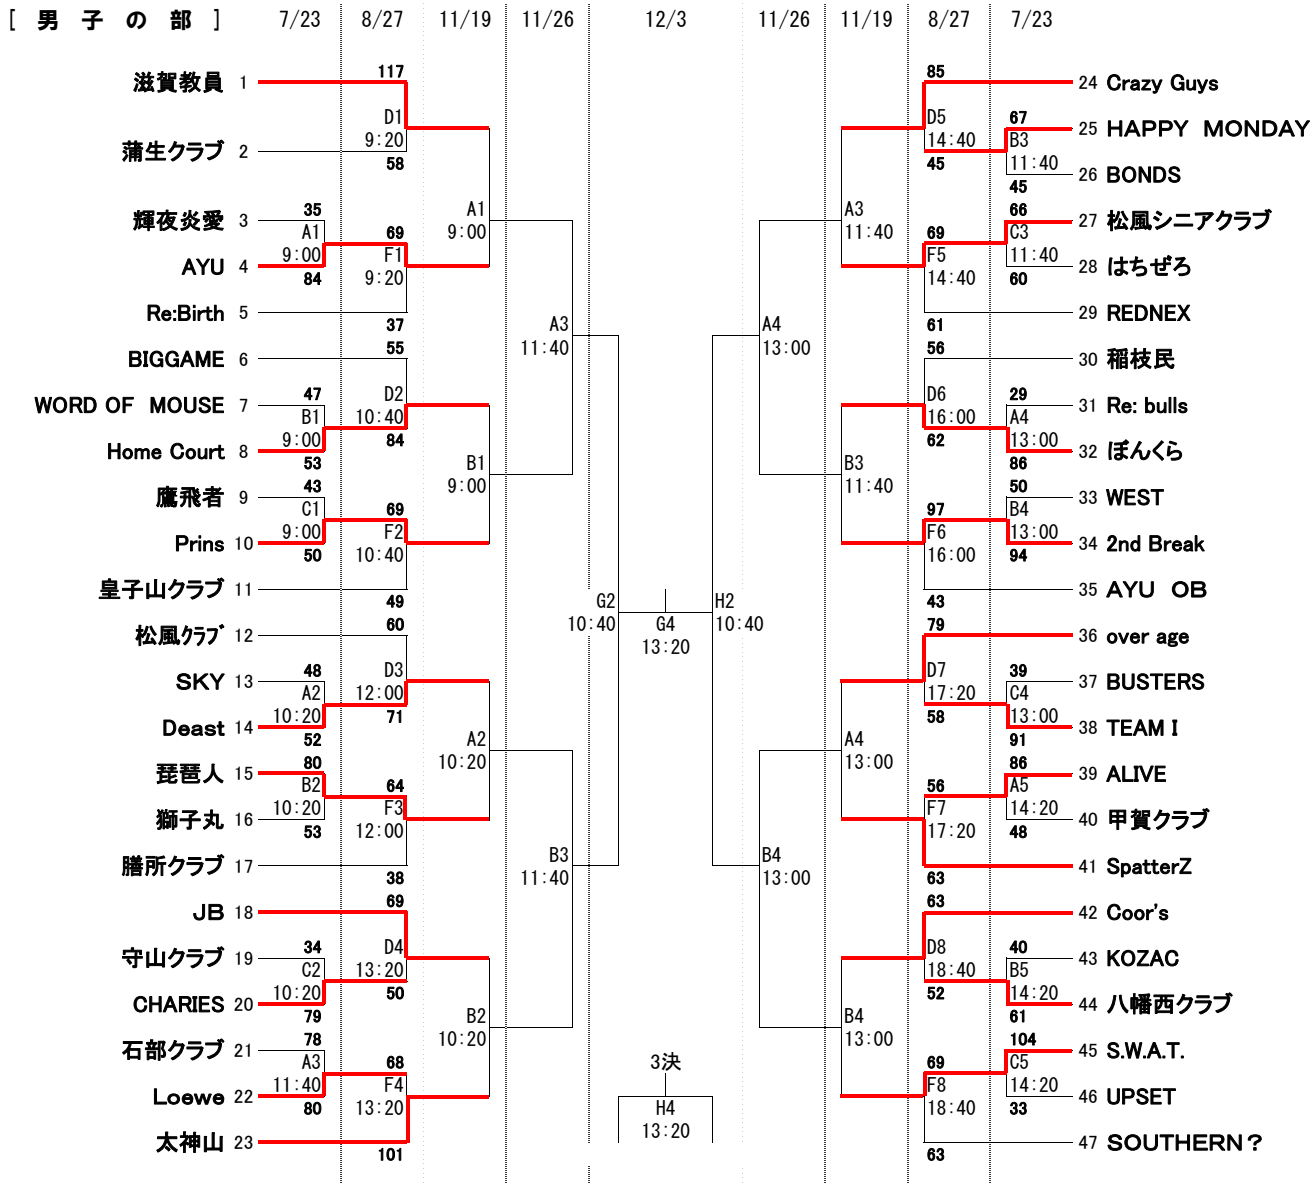 [ 男 子 の 部 ] 7/23 8/27 11/19 11/26 12/3 11/26 11/19 8/27 7/23
117 85
滋賀教員 1 24 Crazy Guys
D1 D5 67
9:20 14:40 25 HAPPY MONDAY
蒲生クラブ 2 B3
58 45 11:40
26 BONDS
45
35 A1 A3 66
輝夜炎愛 3 27 松風シニアクラブ
A1 69 9:00 11:40 69 C3
9:00 F1 F5 11:40
AYU 4 28 はちぜろ
84 9:20 14:40 60
Re:Birth 5 29 REDNEX
37 A3 A4 61
55 11:40 13:00 56
BIGGAME 6 30 稲枝民
47 D2 D6 29
WORD OF MOUSE 7 31 Re: bulls
B1 10:40 16:00 A4
9:00 84 62 13:00
Home Court 8 32 ぼんくら
53 B1 B3 86
43 9:00 11:40 50
鷹飛者 9 33 WEST
C1 69 97 B4
9:00 F2 F6 13:00
Prins 10 34 2nd Break
50 10:40 16:00 94
皇子山クラブ 11 35 AYU OB
49 G2 H2 43
60 10:40 G4 10:40 79
松風クラブ 12 13:20 36 over age
48 D3 D7 39
SKY 13 37 BUSTERS
A2 12:00 17:20 C4
10:20 71 58 13:00
Deast 14 38 TEAM I
52 A2 A4 91
80 10:20 13:00 86
琵琶人 15 39 ALIVE
B2 64 56 A5
10:20 F3 F7 14:20
獅子丸 16 40 甲賀クラブ
53 12:00 17:20 48
膳所クラブ 17 B3 B4 41 SpatterZ
38 11:40 13:00 63
69 63
JB 18 42 Coor's
34 D4 D8 40
守山クラブ 19 43 KOZAC
C2 13:20 18:40 B5
10:20 50 52 14:20
CHARIES 20 44 八幡西クラブ
79 B2 B4 61
78 10:20 13:00 104
石部クラブ 21 45 S.W.A.T.
A3 68 3決 69 C5
11:40 F4 F8 14:20
Loewe 22 46 UPSET
80 13:20 H4 18:40 33
太神山 23 13:20 47 SOUTHERN?
101 63